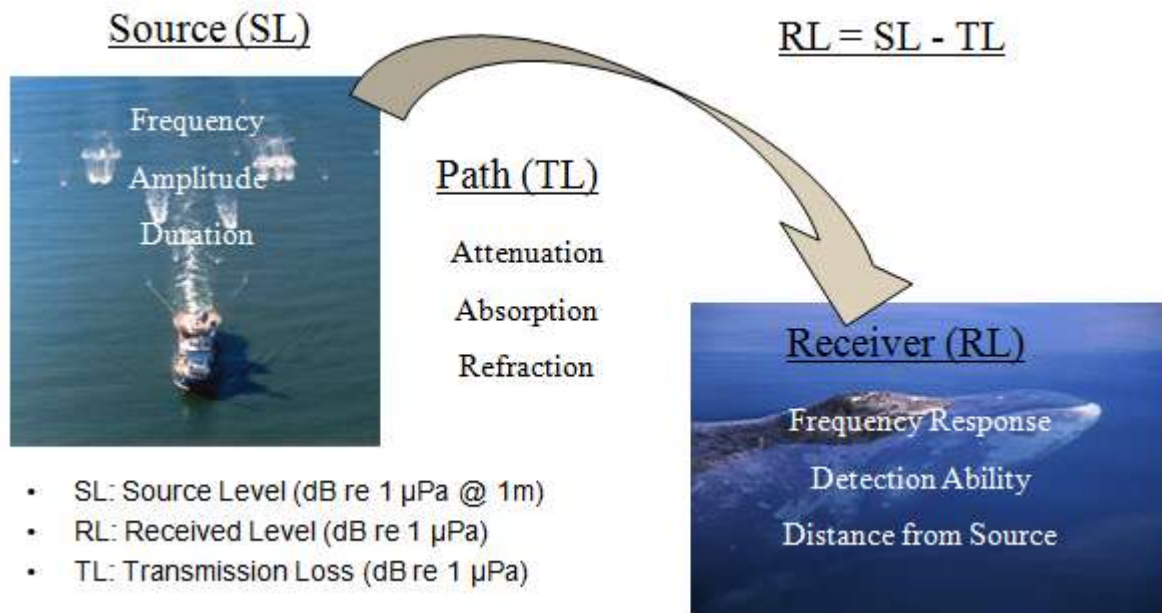 Source (SL)
RL = SL - TL
Frequency
Amplitude
Duration
Path (TL)
Attenuation
Absorption
Refraction
Receiver (RL)
Frequency Response
Detection Ability
Distance from Source
• SL: Source Level (dB re 1 µPa @ 1m)
• RL: Received Level (dB re 1 µPa)
• TL: Transmission Loss (dB re 1 µPa)